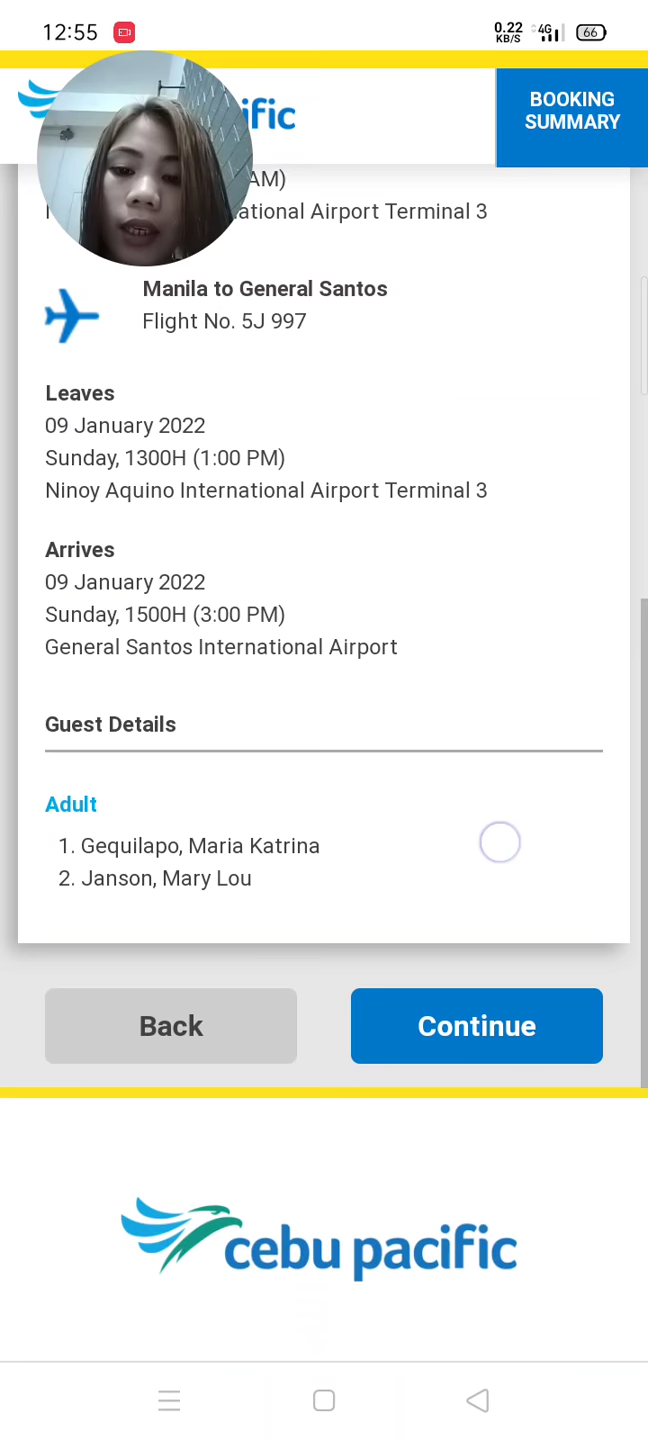 12:55
0.22
KB/S
4G
66
ific
BOOKING
SUMMARY
AM)
ational Airport Terminal 3
Manila to General Santos
Flight No. 5J 997
Leaves
09 January 2022
Sunday, 1300H (1:00 PM)
Ninoy Aquino International Airport Terminal 3
Arrives
09 January 2022
Sunday, 1500H (3:00 PM)
General Santos International Airport
Guest Details
Adult
1. Gequilapo, Maria Katrina
2. Janson, Mary Lou
Back
Continue
cebu pacific